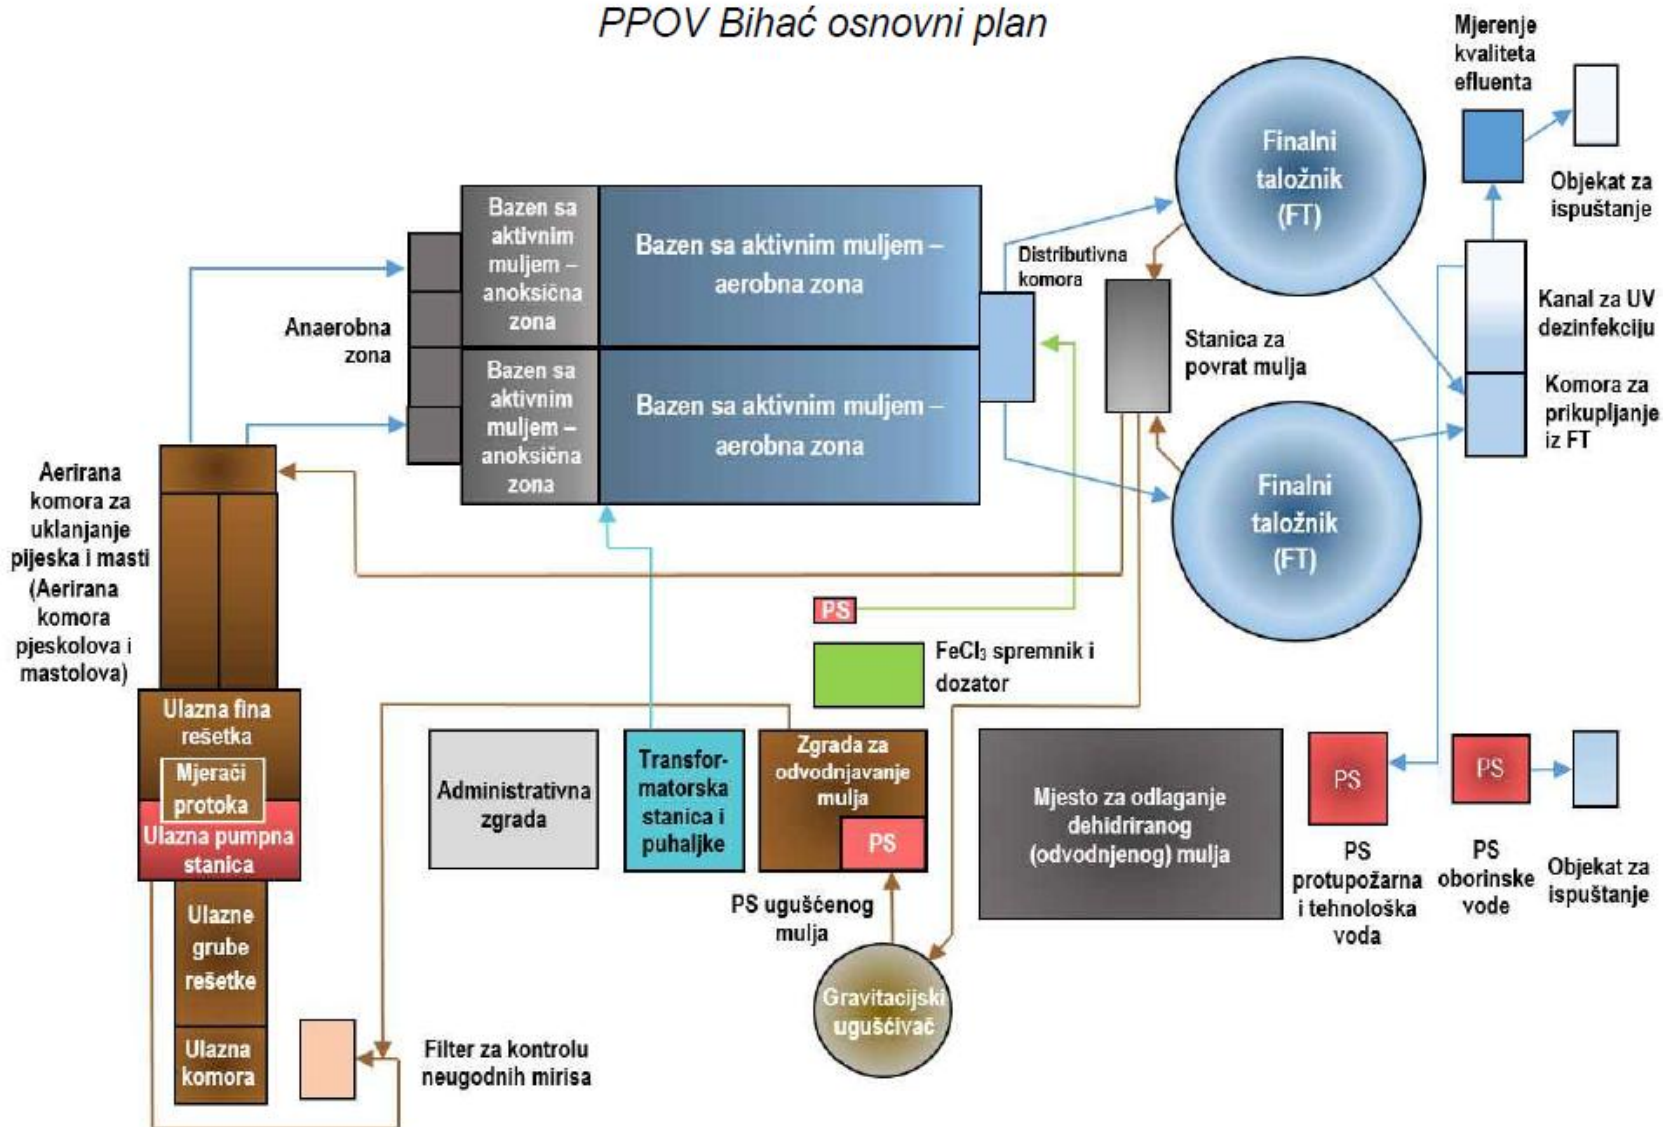 PPOV Bihać osnovni plan
Mjerenje
kvaliteta
efluenta
Objekat za
ispuštanje
Finalni
taložnik
(FT)
Bazen sa
aktivnim
muljem –
anoksična
zona
Bazen sa aktivnim muljem –
aerobna zona
Distributivna
komora
Anaerobna
zona
Bazen sa
aktivnim
muljem –
anoksična
zona
Bazen sa aktivnim muljem –
aerobna zona
Stanica za
povrat mulja
Kanal za UV
dezinfekciju
Komora za
prikupljanje
iz FT
Finalni
taložnik
(FT)
Aerirana
komora za
uklanjanje
pijeska i masti
(Aerirana
komora
pjeskolova i
mastolova)
PS
FeCl₃ spremnik i
dozator
Ulazna fina
rešetka
Mjerači
protoka
Ulazna pumpna
stanica
Ulazne
grube
rešetke
Ulazna
komora
Administrativna
zgrada
Transfor-
matorska
stanica i
puhaljke
Zgrada za
odvodnjavanje
mulja
PS
PS ugušćenog
mulja
Gravitacijski
ugušćivač
Filter za kontrolu
neugodnih mirisa
Mjesto za odlaganje
dehidriranog
(odvodnjenog) mulja
PS
PS
protupožarna
i tehnološka
voda
PS
PS
oborinske
vode
Objekat za
ispuštanje